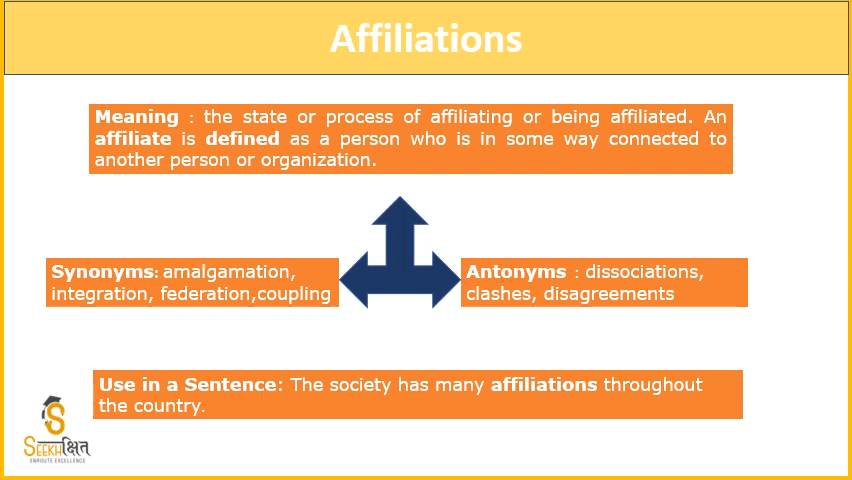 Affiliations
Meaning : the state or process of affiliating or being affiliated. An
affiliate is defined as a person who is in some way connected to
another person or organization.
Synonyms: amalgamation,
integration, federation,coupling
Antonyms : dissociations,
clashes, disagreements
Use in a Sentence: The society has many affiliations throughout
the country.
S
SEEKHक्षित
ENROUTE EXCELLENCE